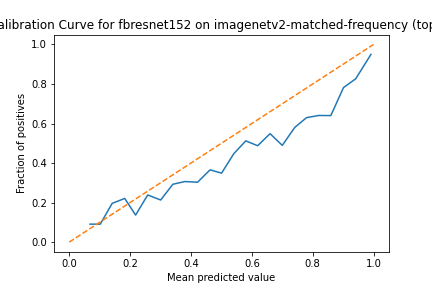 alibration Curve for fbresnet152 on imagenetv2-matched-frequency (top
1.0
0.8
0.6
0.4
0.2
0.0
Fraction of positives
0.0 0.2 0.4 0.6 0.8 1.0
Mean predicted value